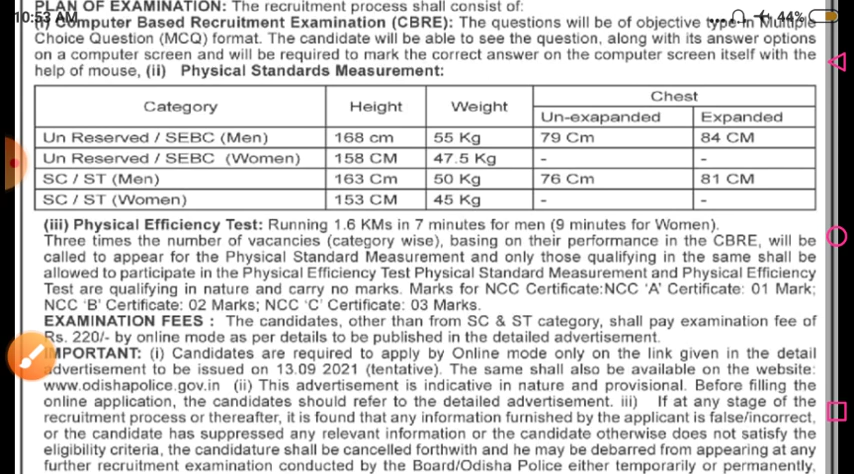 PLAN OF EXAMINATION: The recruitment process shall consist of:
10:53 AM
44%
(i) Computer Based Recruitment Examination (CBRE): The questions will be of objective type in Multiple
Choice Question (MCQ) format. The candidate will be able to see the question, along with its answer options
on a computer screen and will be required to mark the correct answer on the computer screen itself with the
help of mouse, (ii) Physical Standards Measurement:
Category Height Weight Chest
Un-exapanded Expanded
Un Reserved / SEBC (Men) 168 cm 55 Kg 79 Cm 84 CM
Un Reserved / SEBC (Women) 158 CM 47.5 Kg - -
SC / ST (Men) 163 Cm 50 Kg 76 Cm 81 CM
SC / ST (Women) 153 CM 45 Kg - -
(iii) Physical Efficiency Test: Running 1.6 KMs in 7 minutes for men (9 minutes for Women).
Three times the number of vacancies (category wise), basing on their performance in the CBRE, will be
called to appear for the Physical Standard Measurement and only those qualifying in the same shall be
allowed to participate in the Physical Efficiency Test Physical Standard Measurement and Physical Efficiency
Test are qualifying in nature and carry no marks. Marks for NCC Certificate:NCC 'A' Certificate: 01 Mark;
NCC 'B' Certificate: 02 Marks; NCC 'C' Certificate: 03 Marks.
EXAMINATION FEES : The candidates, other than from SC & ST category, shall pay examination fee of
Rs. 220/- by online mode as per details to be published in the detailed advertisement.
IMPORTANT: (i) Candidates are required to apply by Online mode only on the link given in the detail
advertisement to be issued on 13.09 2021 (tentative). The same shall also be available on the website:
www.odishapolice.gov.in (ii) This advertisement is indicative in nature and provisional. Before filling the
online application, the candidates should refer to the detailed advertisement. iii) If at any stage of the
recruitment process or thereafter, it is found that any information furnished by the applicant is false/incorrect,
or the candidate has suppressed any relevant information or the candidate otherwise does not satisfy the
eligibility criteria, the candidature shall be cancelled forthwith and he may be debarred from appearing at any
further recruitment examination conducted by the Board/Odisha Police either temporarily or permanently,